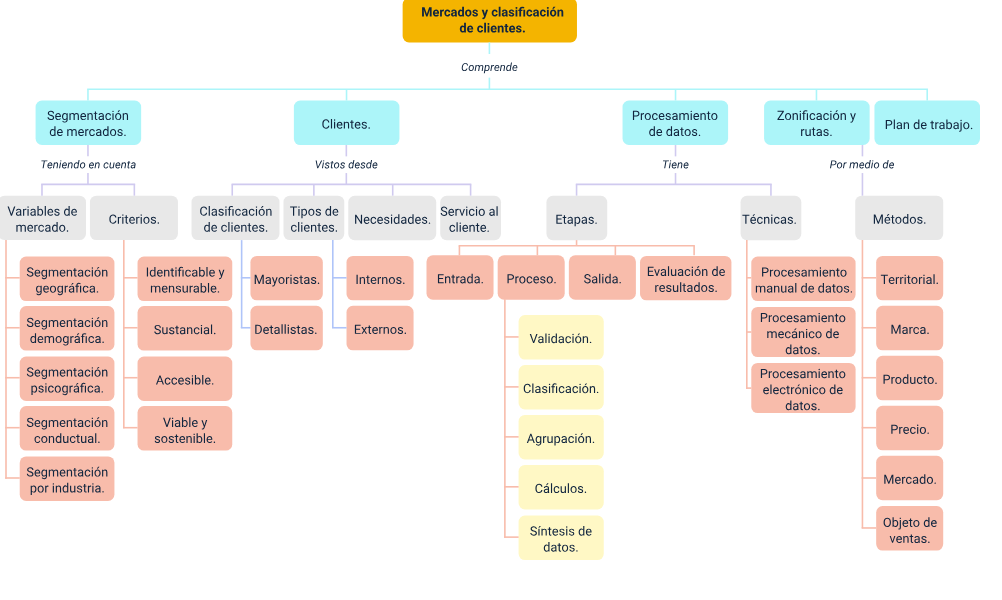 Mercados y clasificación
de clientes.
Comprende
Segmentación
de mercados.
Clientes.
Procesamiento
de datos.
Zonificación y
rutas.
Plan de trabajo.
Teniendo en cuenta
Vistos desde
Tiene
Por medio de
Variables de
mercado.
Criterios.
Clasificación
de clientes.
Tipos de
clientes.
Necesidades.
Servicio al
cliente.
Etapas.
Técnicas.
Métodos.
Segmentación
geográfica.
Segmentación
demográfica.
Segmentación
psicográfica.
Segmentación
conductual.
Segmentación
por industria.
Identificable y
mensurable.
Sustancial.
Accesible.
Viable y
sostenible.
Mayoristas.
Detallistas.
Internos.
Externos.
Entrada.
Proceso.
Salida.
Evaluación de
resultados.
Validación.
Clasificación.
Agrupación.
Cálculos.
Síntesis de
datos.
Procesamiento
manual de datos.
Procesamiento
mecánico de
datos.
Procesamiento
electrónico de
datos.
Territorial.
Marca.
Producto.
Precio.
Mercado.
Objeto de
ventas.